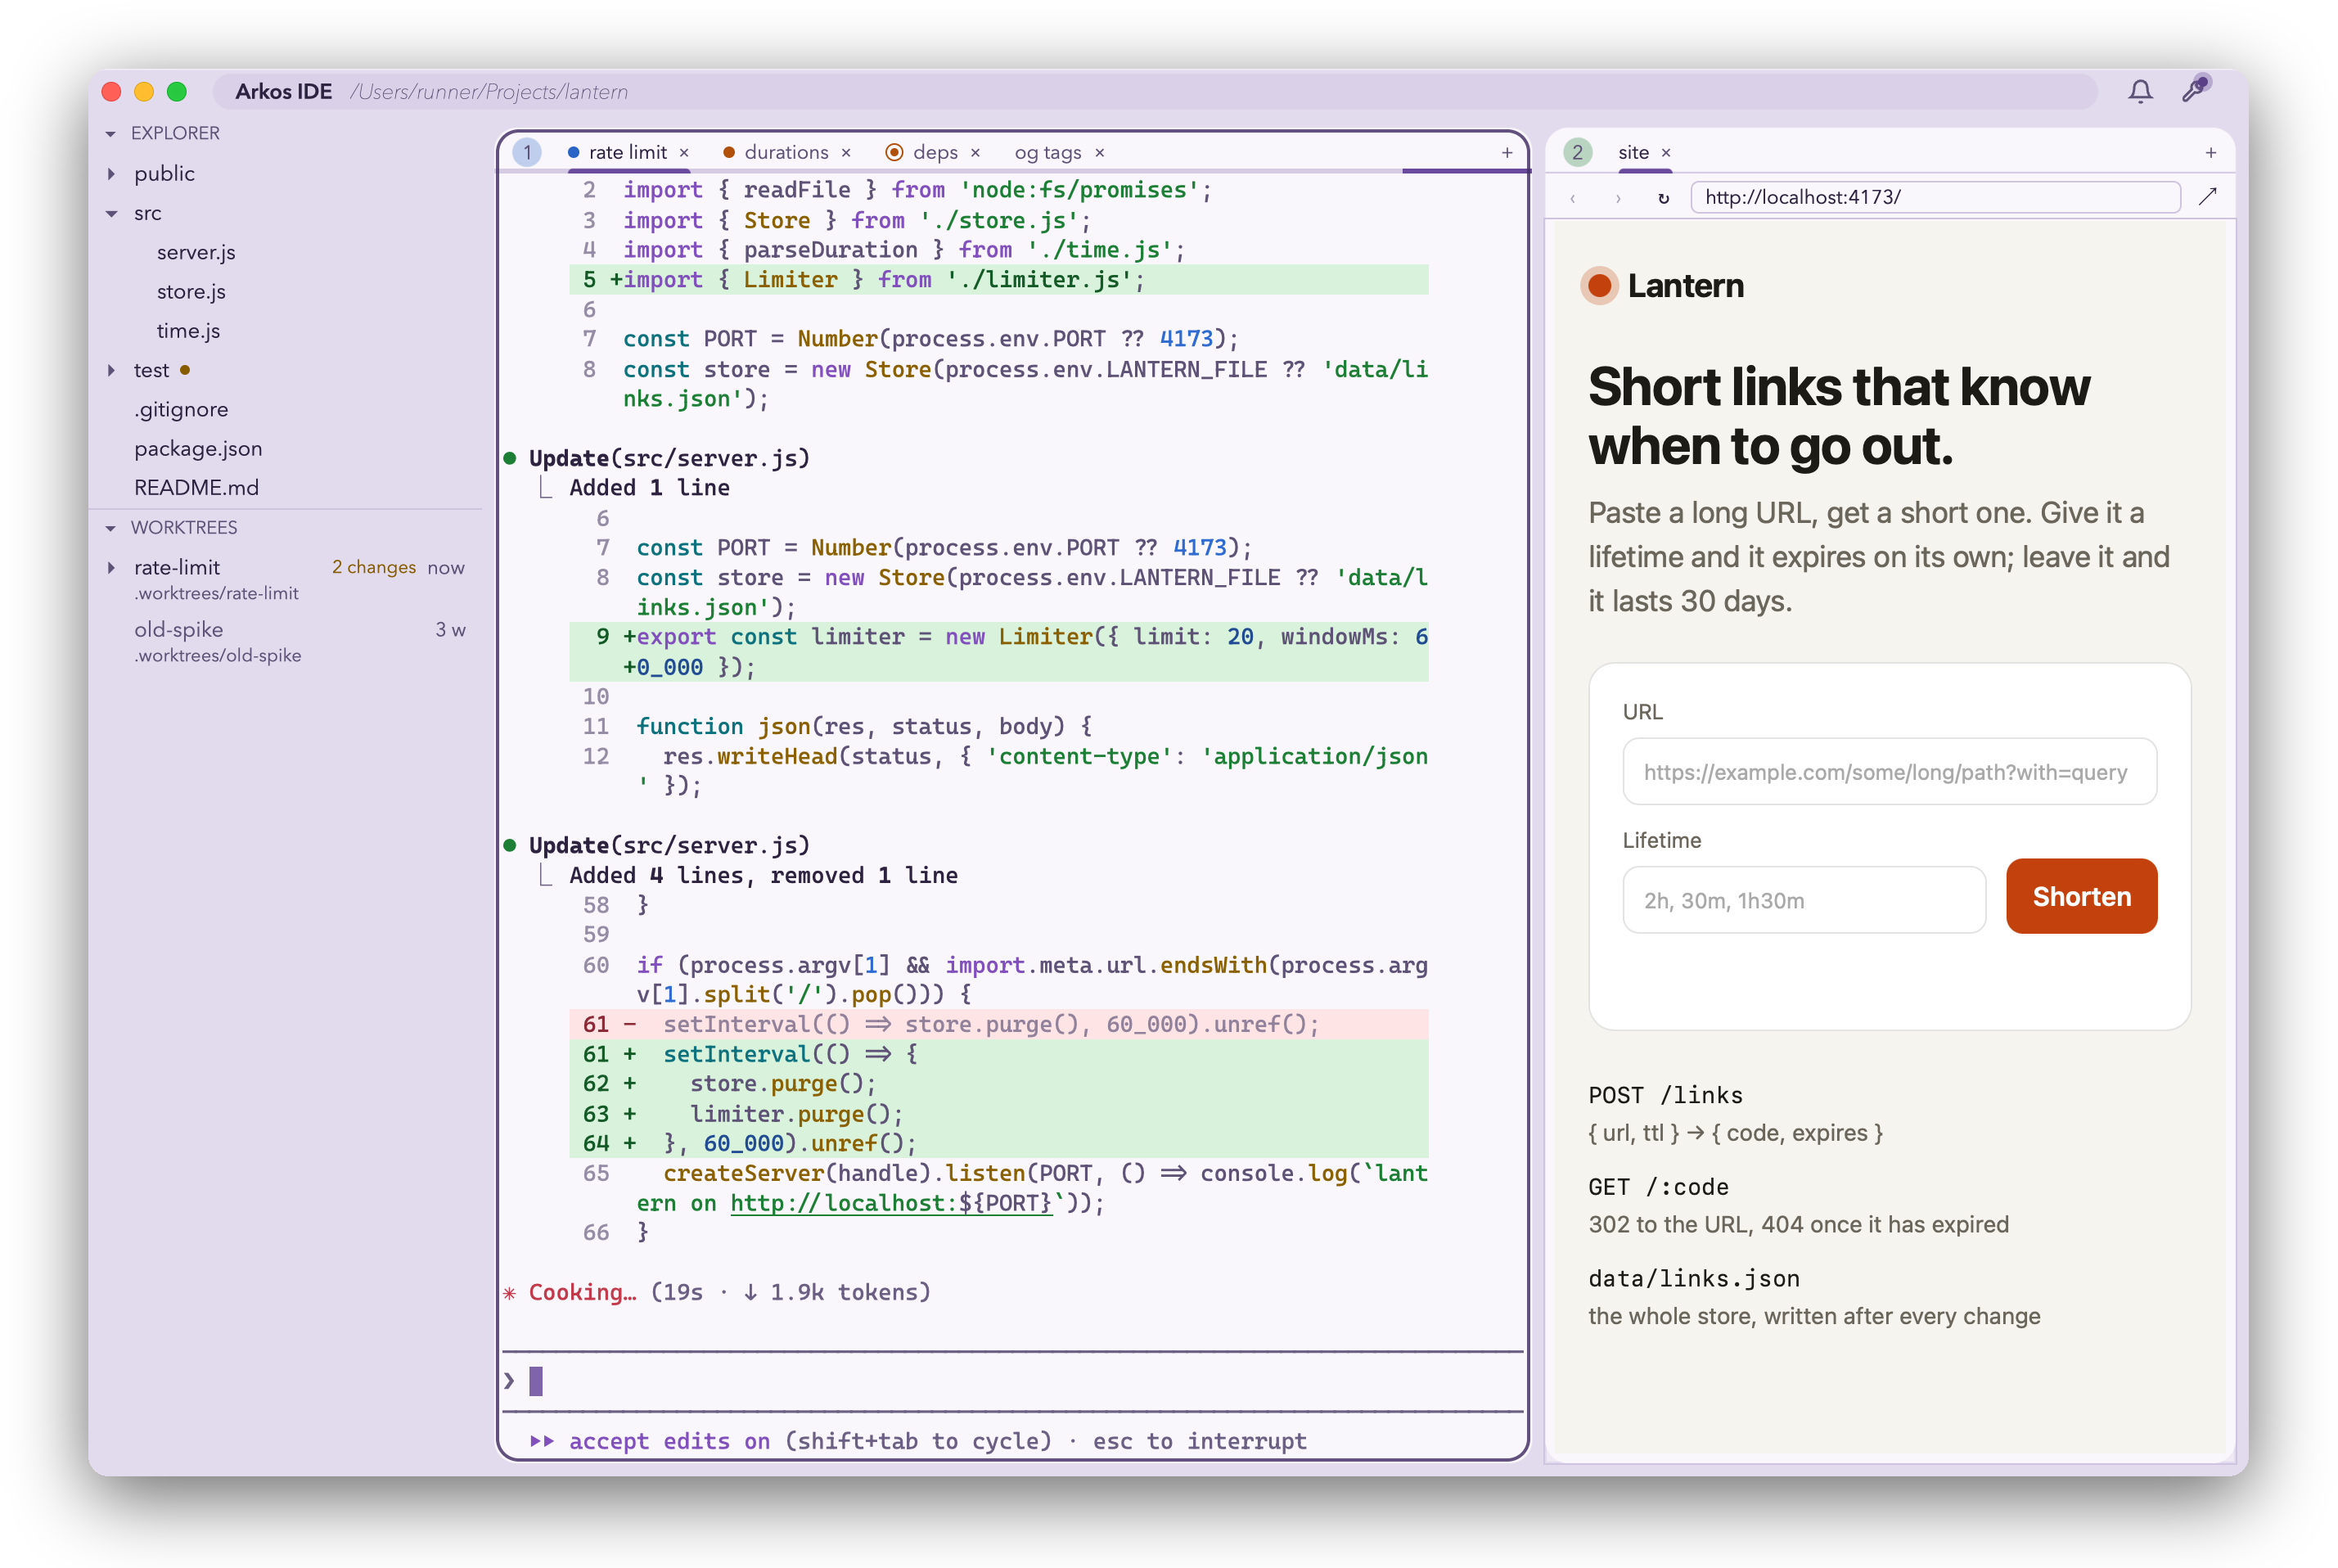 Arkos IDE /Users/runner/Projects/lantern
EXPLORER
public
src
server.js
store.js
time.js
test
.gitignore
package.json
README.md
WORKTREES
rate-limit 2 changes now
.worktrees/rate-limit
old-spike 3 w
.worktrees/old-spike
1 rate limit × durations × deps × og tags × +
2 import { readFile } from 'node:fs/promises';
3 import { Store } from './store.js';
4 import { parseDuration } from './time.js';
5 +import { Limiter } from './limiter.js';
6
7 const PORT = Number(process.env.PORT ?? 4173);
8 const store = new Store(process.env.LANTERN_FILE ?? 'data/li
nks.json');
Update(src/server.js)
Added 1 line
6
7 const PORT = Number(process.env.PORT ?? 4173);
8 const store = new Store(process.env.LANTERN_FILE ?? 'data/l
inks.json');
9 +export const limiter = new Limiter({ limit: 20, windowMs: 6
+0_000 });
10
11 function json(res, status, body) {
12 res.writeHead(status, { 'content-type': 'application/json
' });
Update(src/server.js)
Added 4 lines, removed 1 line
58 }
59
60 if (process.argv[1] && import.meta.url.endsWith(process.arg
v[1].split('/').pop())) {
61 - setInterval(() => store.purge(), 60_000).unref();
61 + setInterval(() => {
62 + store.purge();
63 + limiter.purge();
64 + }, 60_000).unref();
65 createServer(handle).listen(PORT, () => console.log(`lant
ern on http://localhost:${PORT}`));
66 }
✳ Cooking… (19s · ↓ 1.9k tokens)
❯
⏵⏵ accept edits on (shift+tab to cycle) · esc to interrupt
2 site × +
‹ › ↻ http://localhost:4173/
Lantern
Short links that know
when to go out.
Paste a long URL, get a short one. Give it a
lifetime and it expires on its own; leave it and
it lasts 30 days.
URL
https://example.com/some/long/path?with=query
Lifetime
2h, 30m, 1h30m
Shorten
POST /links
{ url, ttl } → { code, expires }
GET /:code
302 to the URL, 404 once it has expired
data/links.json
the whole store, written after every change